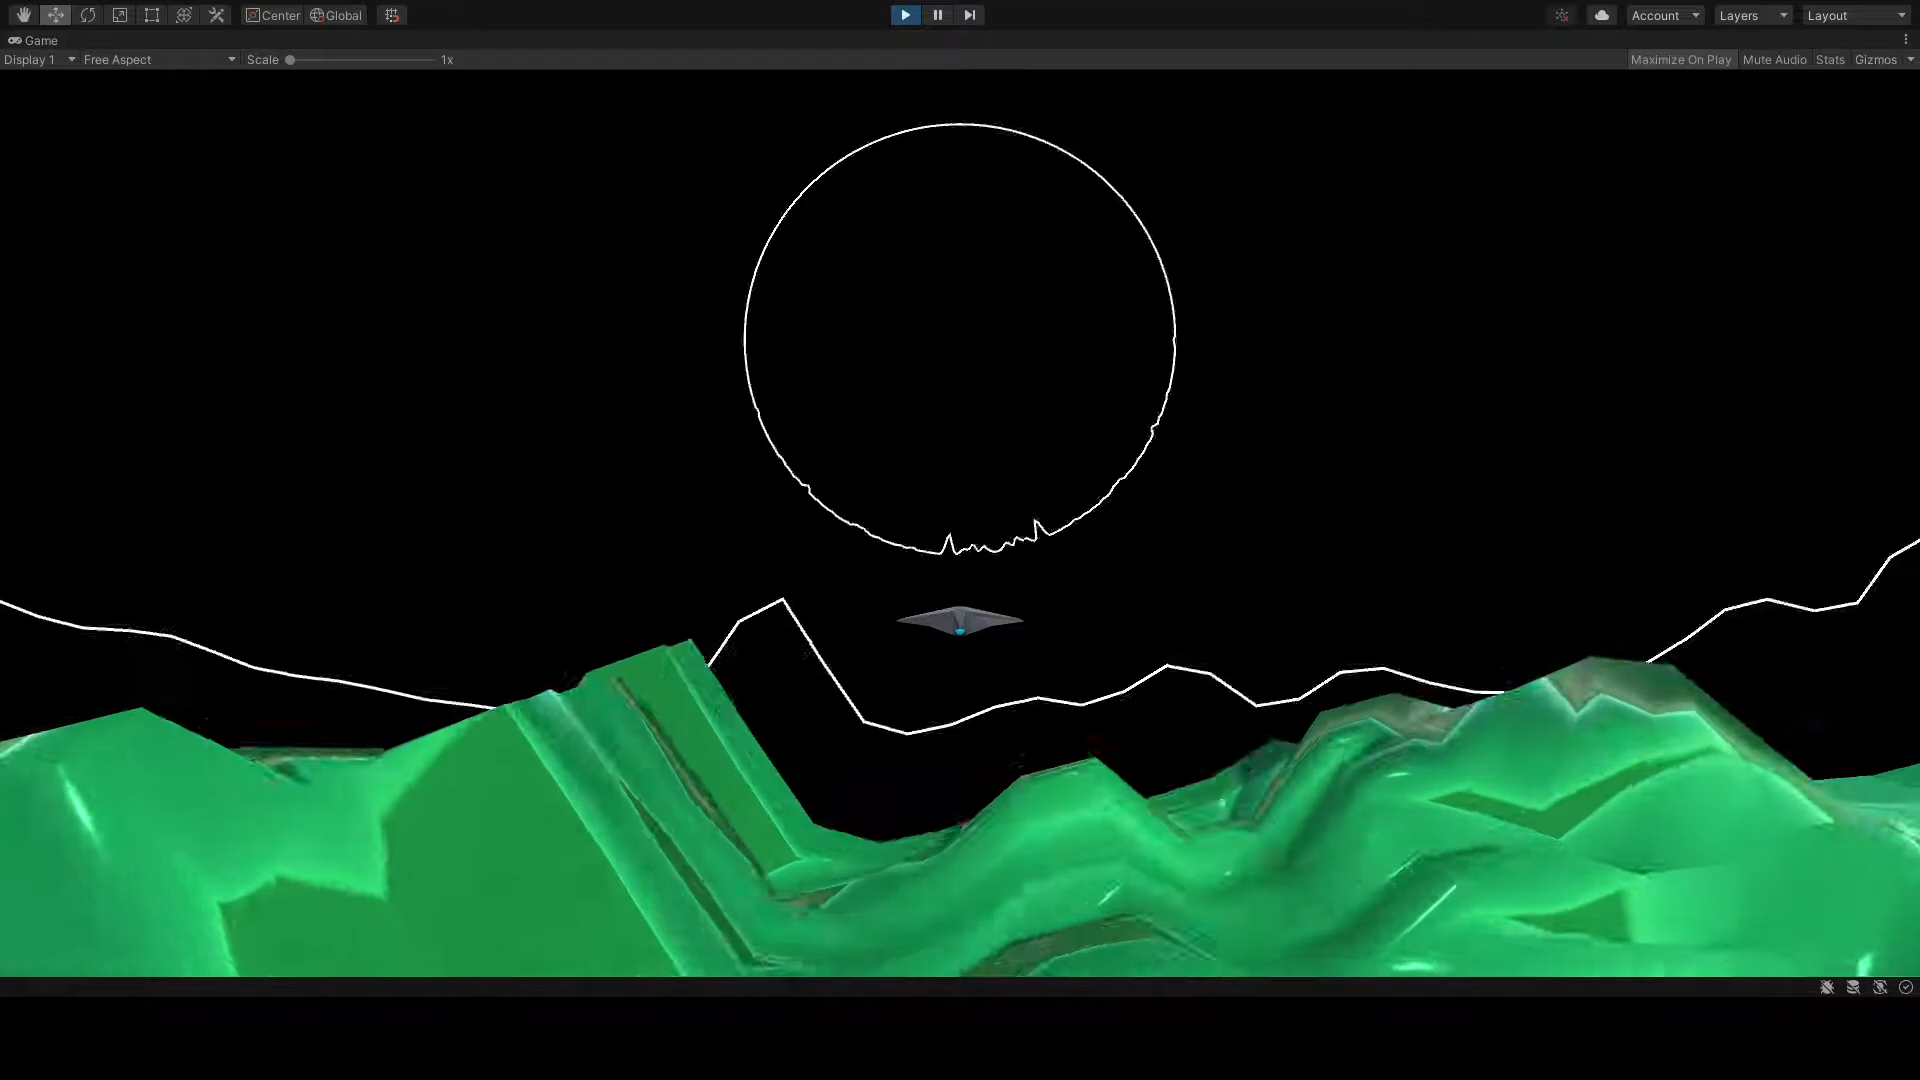 Center Global Account Layers Layout
Game
Display 1 Free Aspect Scale 1x Maximize On Play Mute Audio Stats Gizmos